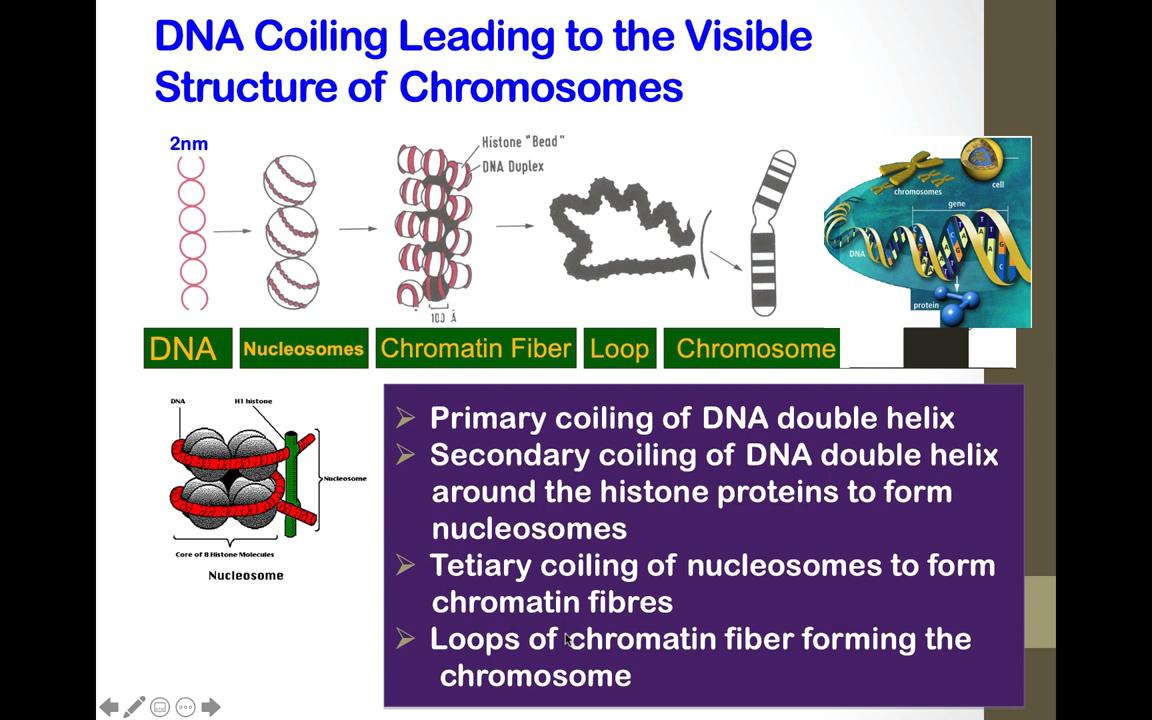 DNA Coiling Leading to the Visible
Structure of Chromosomes
2nm
Histone "Bead"
DNA Duplex
100 Å
chromosomes
cell
gene
DNA
protein
DNA
Nucleosomes
Chromatin Fiber
Loop
Chromosome
DNA
H1 histone
Nucleosome
Core of 8 Histone Molecules
Nucleosome
Primary coiling of DNA double helix
Secondary coiling of DNA double helix
around the histone proteins to form
nucleosomes
Tetiary coiling of nucleosomes to form
chromatin fibres
Loops of chromatin fiber forming the
chromosome